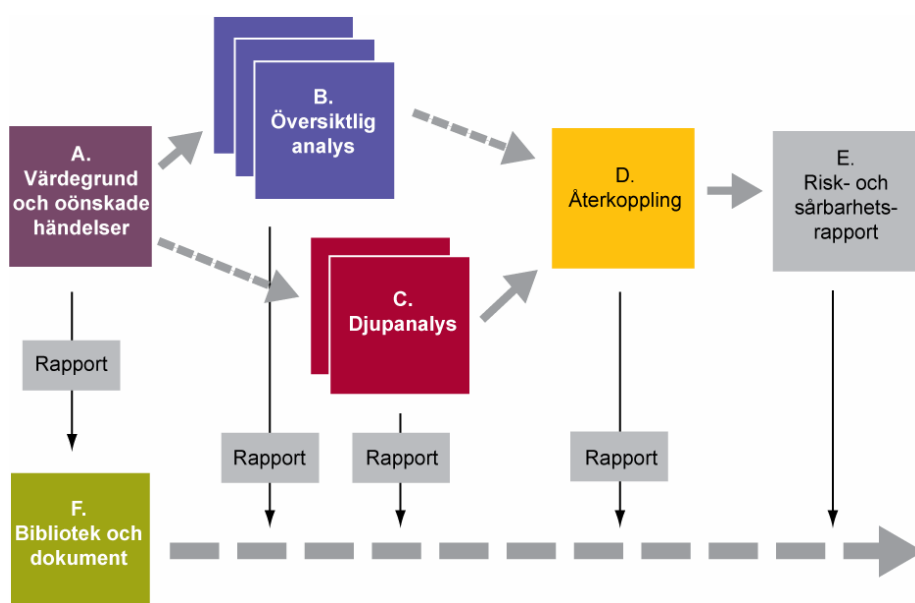 A.
Värdegrund
och oönskade
händelser
B.
Översiktlig
analys
C.
Djupanalys
D.
Återkoppling
E.
Risk- och
sårbarhets-
rapport
Rapport
Rapport
Rapport
Rapport
F.
Bibliotek och
dokument